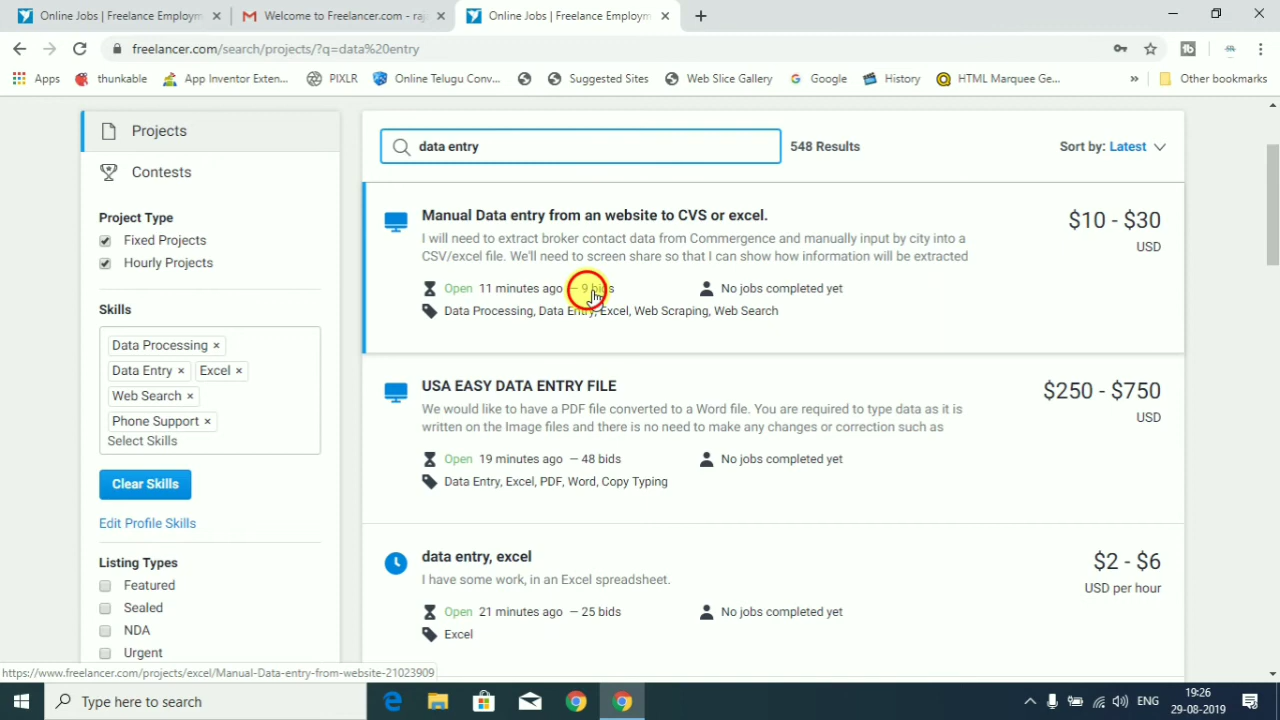 Online Jobs | Freelance Employm
Welcome to Freelancer.com - raj
Online Jobs | Freelance Employm
freelancer.com/search/projects/?q=data%20entry
Apps
thunkable
App Inventor Exten...
PIXLR
Online Telugu Conv...
Suggested Sites
Web Slice Gallery
Google
History
HTML Marquee Ge...
»
Other bookmarks
Projects
Contests
Project Type
Fixed Projects
Hourly Projects
Skills
Data Processing ×
Data Entry × Excel ×
Web Search ×
Phone Support ×
Select Skills
Clear Skills
Edit Profile Skills
Listing Types
Featured
Sealed
NDA
Urgent
data entry
548 Results
Sort by: Latest
Manual Data entry from an website to CVS or excel.
$10 - $30
USD
I will need to extract broker contact data from Commergence and manually input by city into a
CSV/excel file. We'll need to screen share so that I can show how information will be extracted
Open 11 minutes ago – 9 bids
No jobs completed yet
Data Processing, Data Entry, Excel, Web Scraping, Web Search
USA EASY DATA ENTRY FILE
$250 - $750
USD
We would like to have a PDF file converted to a Word file. You are required to type data as it is
written on the Image files and there is no need to make any changes or correction such as
Open 19 minutes ago – 48 bids
No jobs completed yet
Data Entry, Excel, PDF, Word, Copy Typing
data entry, excel
$2 - $6
USD per hour
I have some work, in an Excel spreadsheet.
Open 21 minutes ago – 25 bids
No jobs completed yet
Excel
https://www.freelancer.com/projects/excel/Manual-Data-entry-from-website-21023909
Type here to search
ENG
19:26
29-08-2019